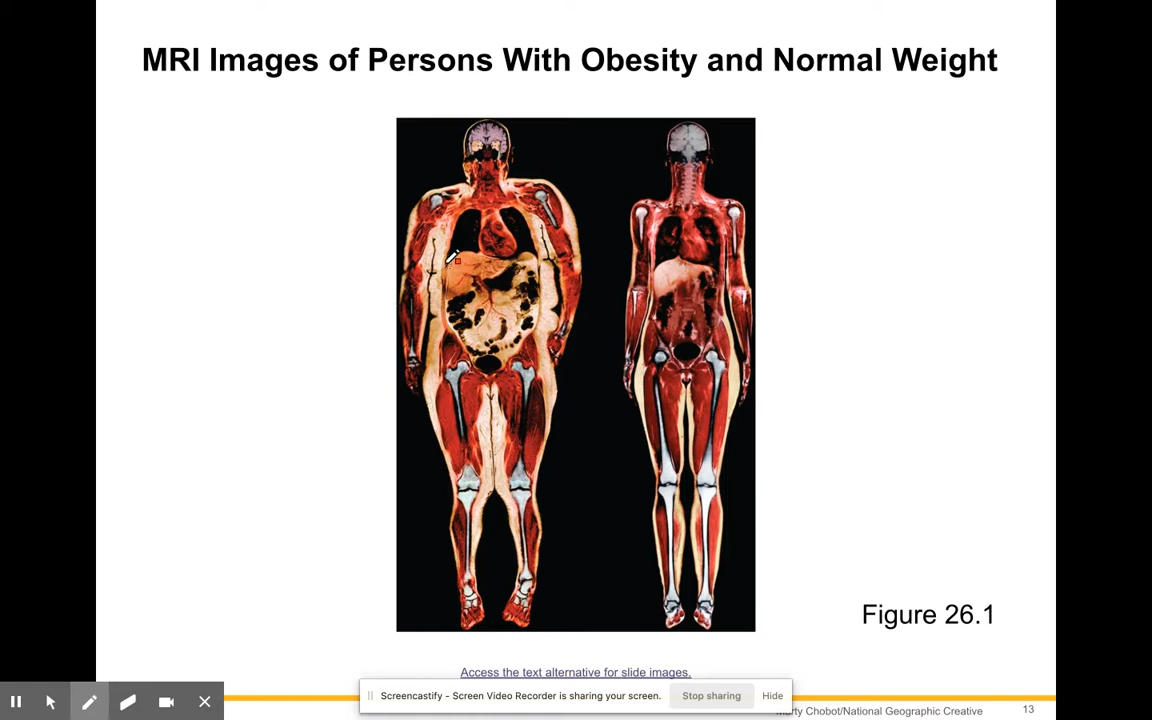 MRI Images of Persons With Obesity and Normal Weight
Figure 26.1
Access the text alternative for slide images.
Screencastify - Screen Video Recorder is sharing your screen.
Stop sharing
Hide
Marty Chobot/National Geographic Creative
13